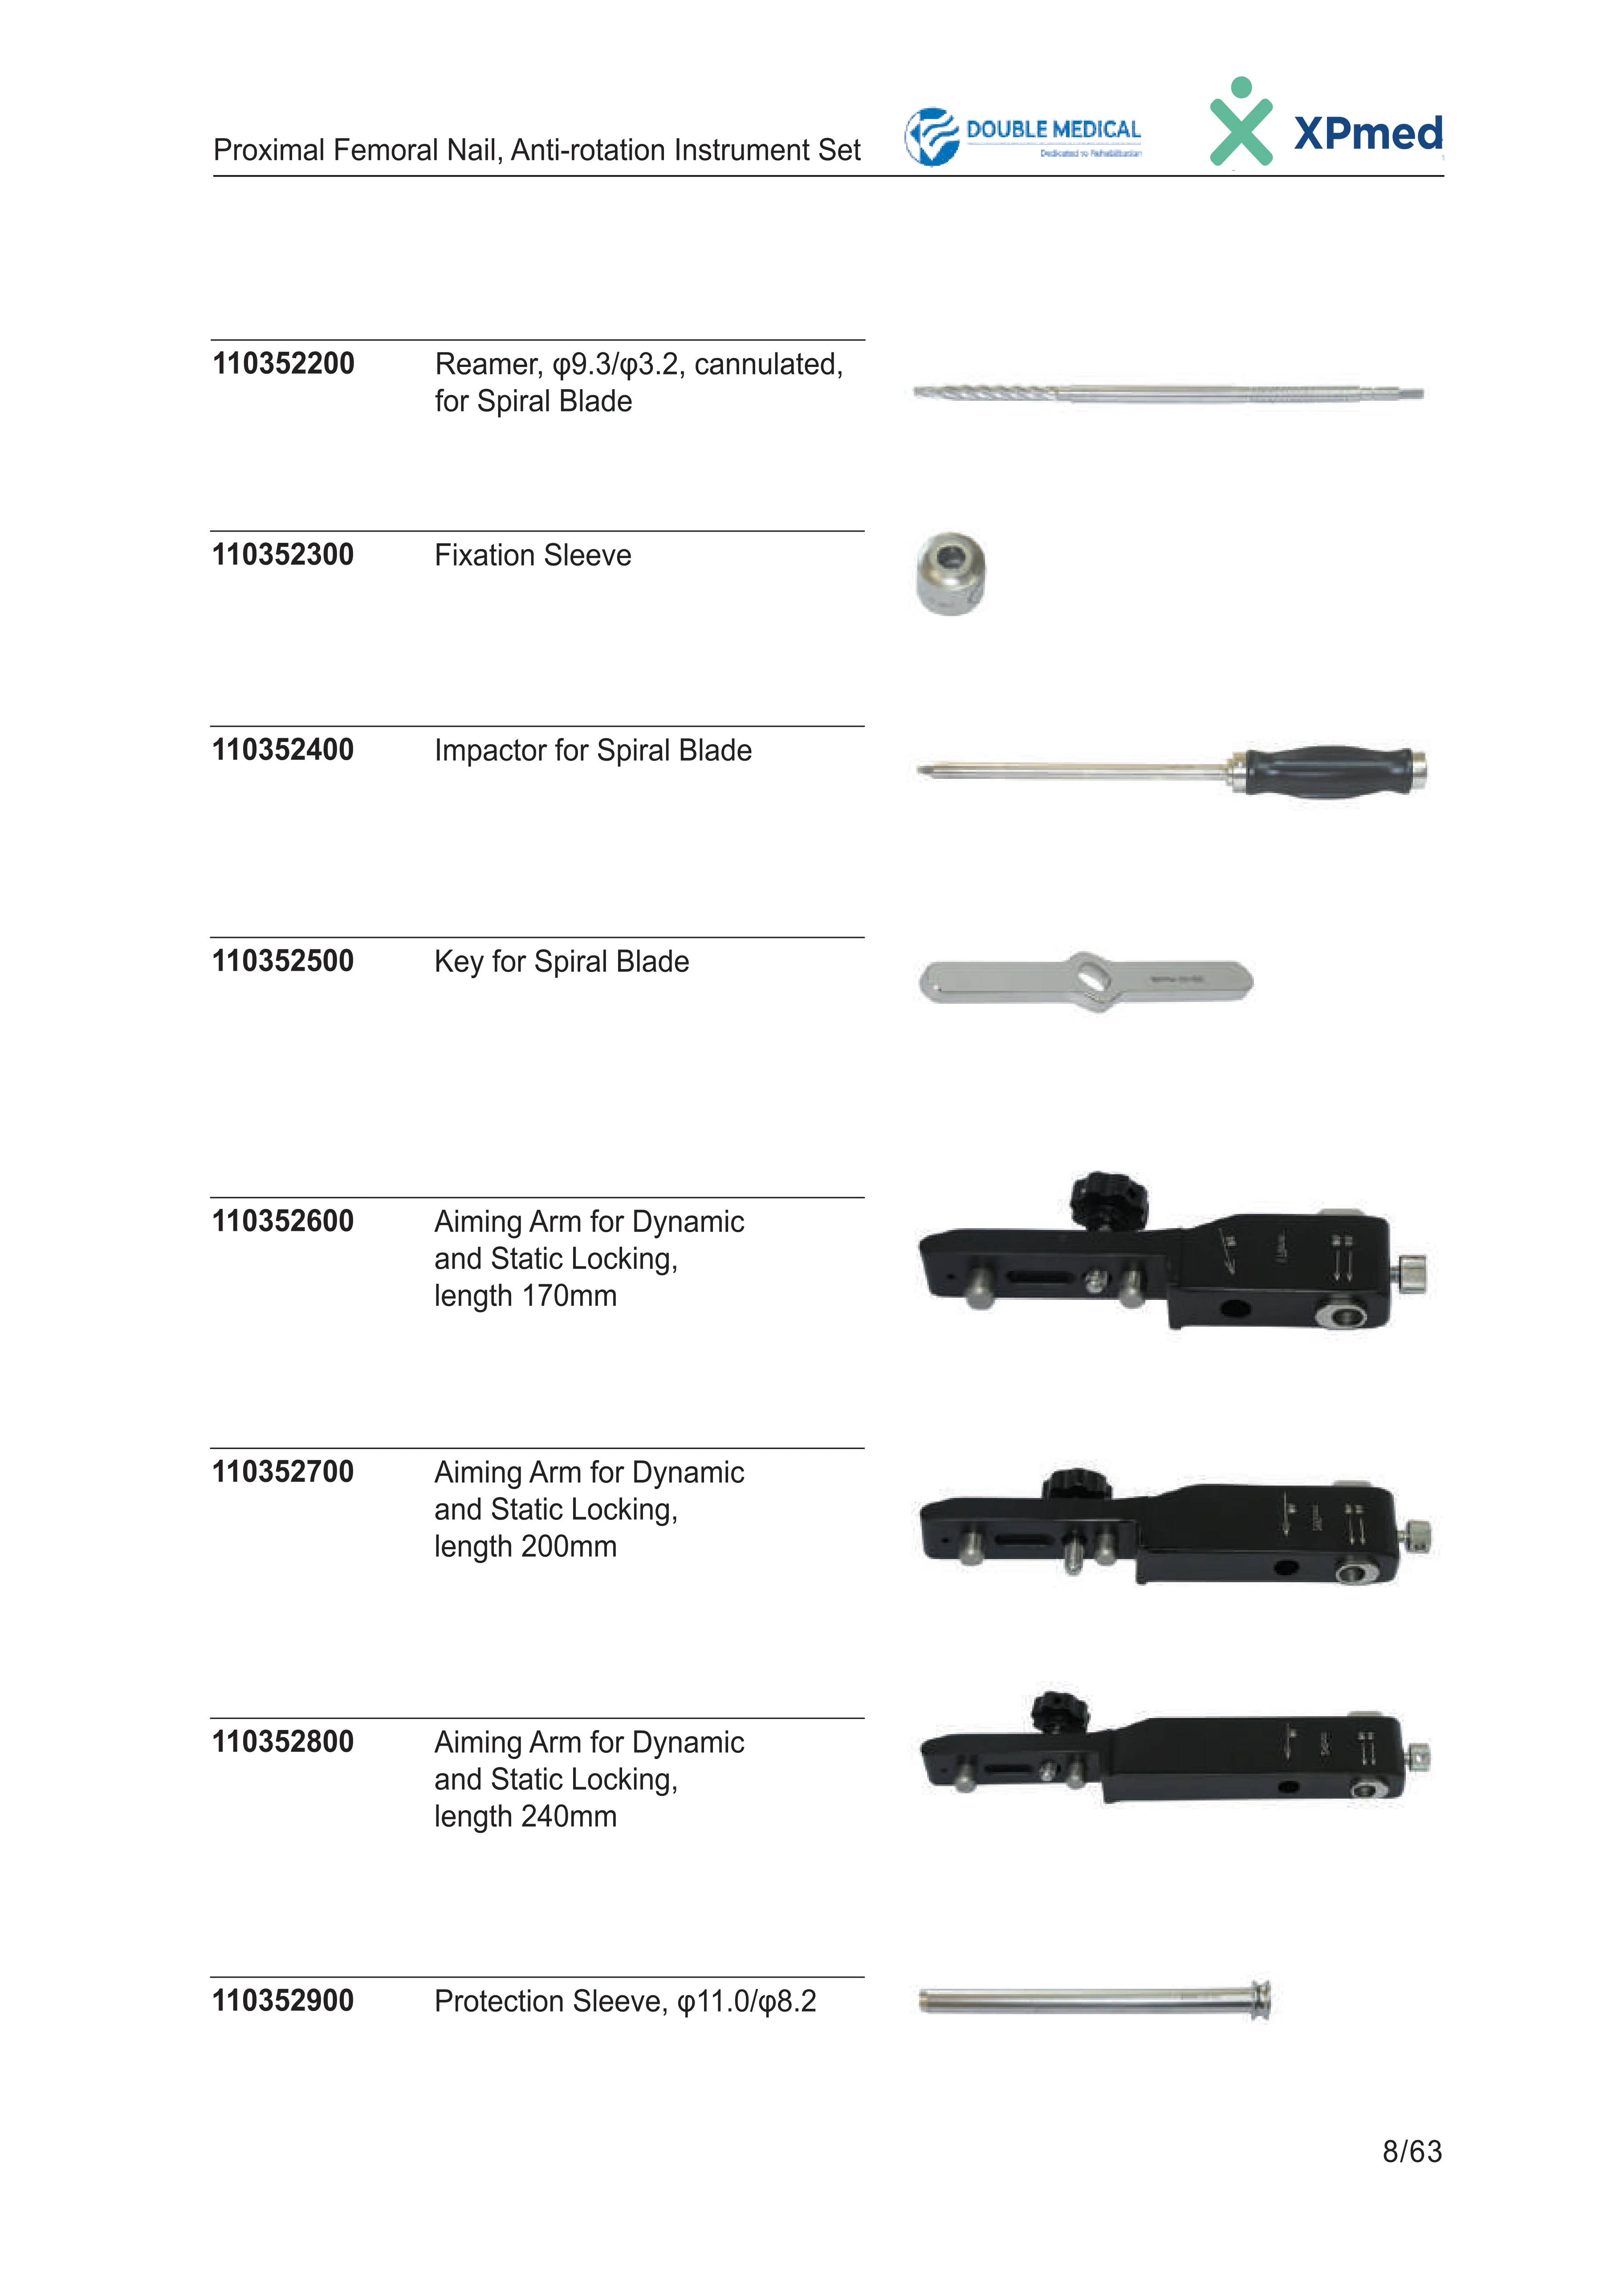 Proximal Femoral Nail, Anti-rotation Instrument Set
DOUBLE MEDICAL
Dedicated to Rehabilitation
XPmed
110352200
Reamer, φ9.3/φ3.2, cannulated,
for Spiral Blade
110352300
Fixation Sleeve
110352400
Impactor for Spiral Blade
110352500
Key for Spiral Blade
110352600
Aiming Arm for Dynamic
and Static Locking,
length 170mm
110352700
Aiming Arm for Dynamic
and Static Locking,
length 200mm
110352800
Aiming Arm for Dynamic
and Static Locking,
length 240mm
110352900
Protection Sleeve, φ11.0/φ8.2
8/63